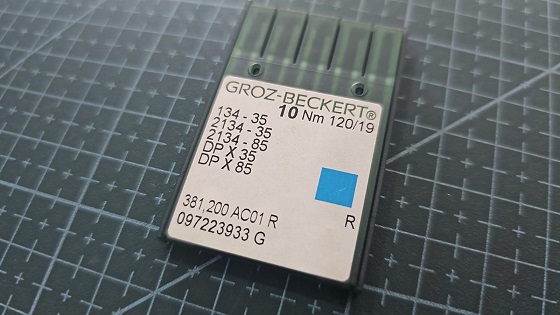 GROZ-BECKERT®
10 Nm 120/19
134 - 35
2134 - 35
2134 - 85
DP X 35
DP X 85
R
381.200 AC01 R
097223933 G